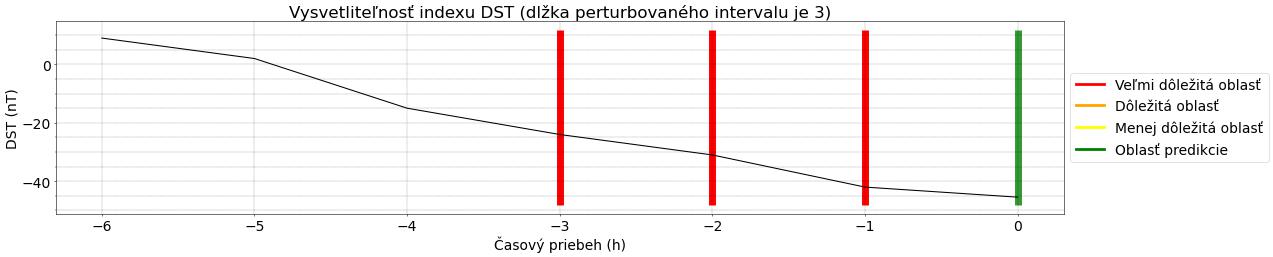 Vysvetliteľnosť indexu DST (dĺžka perturbovaného intervalu je 3)
DST (nT)
0
−20
−40
−6 −5 −4 −3 −2 −1 0
Časový priebeh (h)
Veľmi dôležitá oblasť
Dôležitá oblasť
Menej dôležitá oblasť
Oblasť predikcie